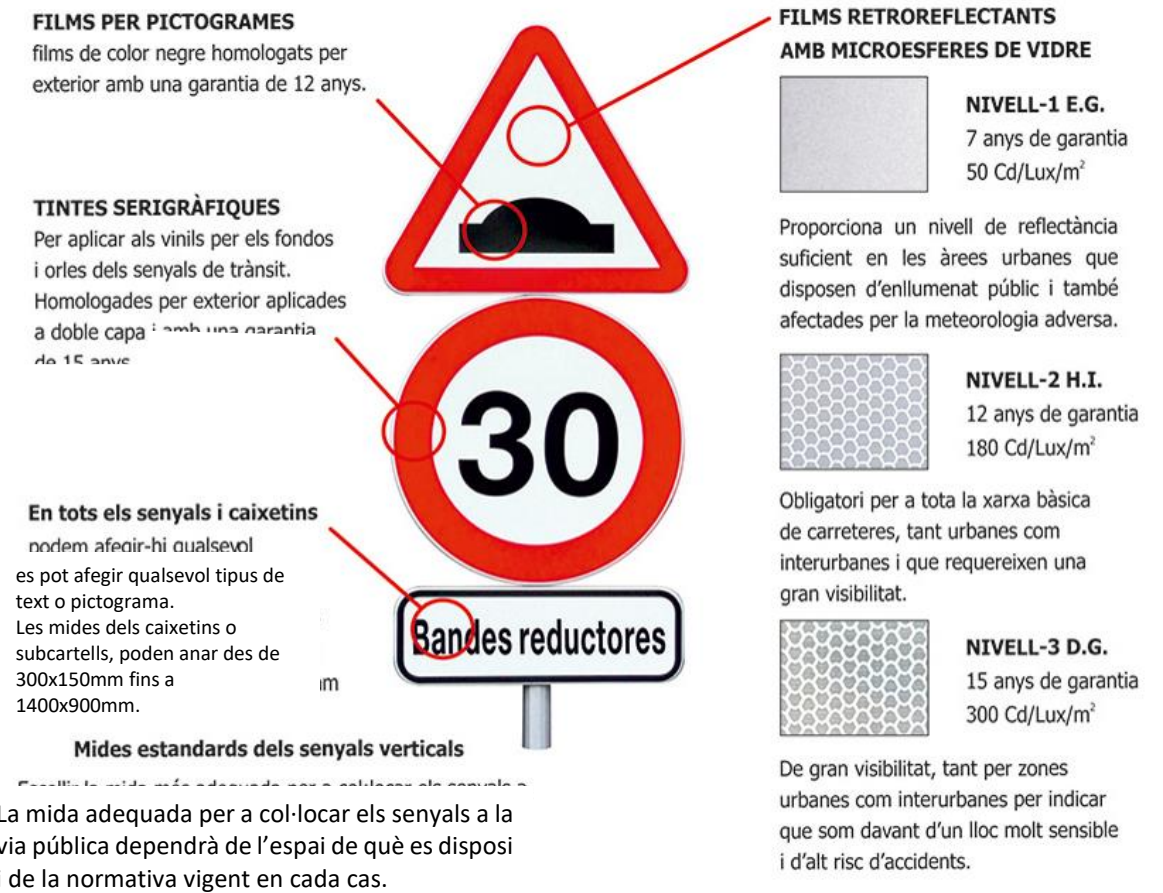 FILMS PER PICTOGRAMES
films de color negre homologats per
exterior amb una garantia de 12 anys.
TINTES SERIGRÀFIQUES
Per aplicar als vinils per els fondos
i orles dels senyals de trànsit.
Homologades per exterior aplicades
a doble capa i amb una garantia
de 15 anys
En tots els senyals i caixetins
podem afegir-hi qualsevol
es pot afegir qualsevol tipus de
text o pictograma.
Les mides dels caixetins o
subcartells, poden anar des de
300x150mm fins a
1400x900mm.
Mides estandards dels senyals verticals
La mida adequada per a col·locar els senyals a la
via pública dependrà de l’espai de què es disposi
i de la normativa vigent en cada cas.
30
Bandes reductores
FILMS RETROREFLECTANTS
AMB MICROESFERES DE VIDRE
NIVELL-1 E.G.
7 anys de garantia
50 Cd/Lux/m²
Proporciona un nivell de reflectància
suficient en les àrees urbanes que
disposen d’enllumenat públic i també
afectades per la meteorologia adversa.
NIVELL-2 H.I.
12 anys de garantia
180 Cd/Lux/m²
Obligatori per a tota la xarxa bàsica
de carreteres, tant urbanes com
interurbanes i que requereixen una
gran visibilitat.
NIVELL-3 D.G.
15 anys de garantia
300 Cd/Lux/m²
De gran visibilitat, tant per zones
urbanes com interurbanes per indicar
que som davant d’un lloc molt sensible
i d’alt risc d’accidents.